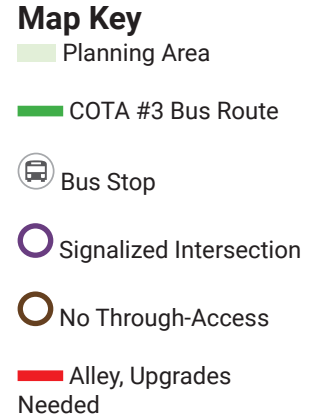 Map Key
Planning Area
COTA #3 Bus Route
Bus Stop
Signalized Intersection
No Through-Access
Alley, Upgrades
Needed